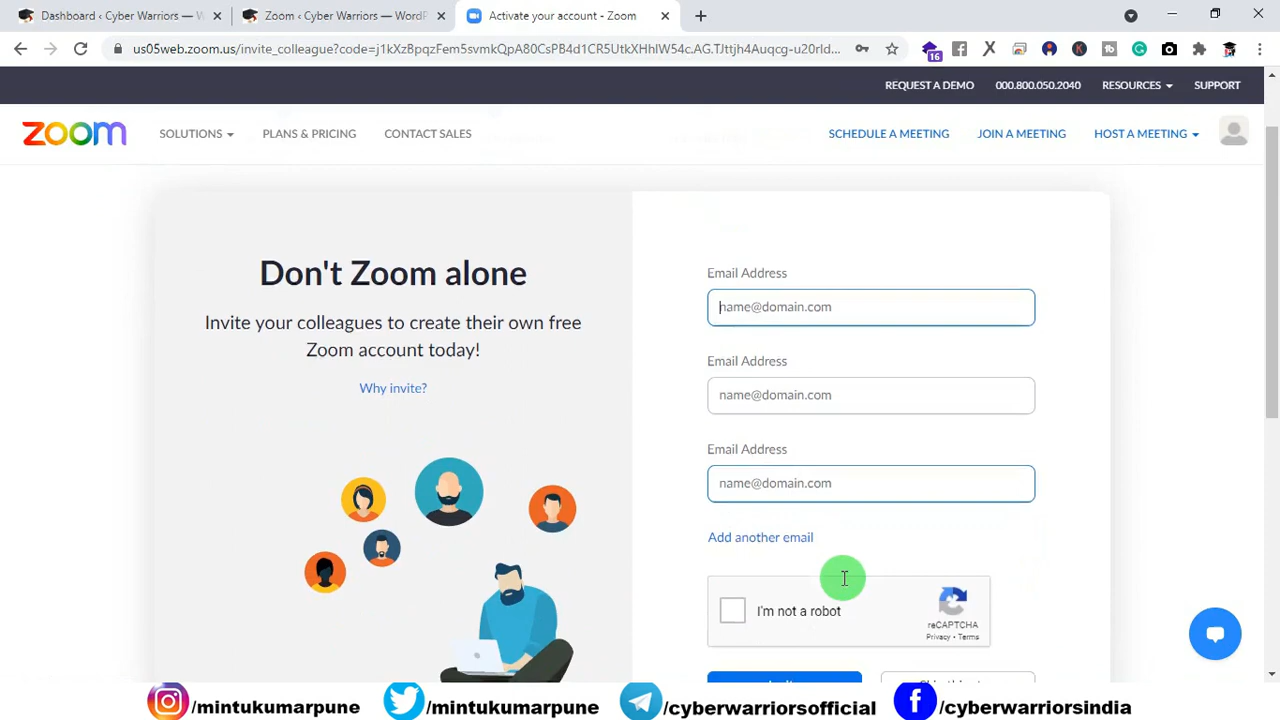 Dashboard ‹ Cyber Warriors — W
Zoom ‹ Cyber Warriors — WordP
Activate your account - Zoom
us05web.zoom.us/invite_colleague?code=j1kXzBpqzFem5svmkQpA80CsPB4d1CR5UtkXHhlW54c.AG.TJttjh4Auqcg-u20rld...
16
REQUEST A DEMO
000.800.050.2040
RESOURCES
SUPPORT
zoom
SOLUTIONS
PLANS & PRICING
CONTACT SALES
SCHEDULE A MEETING
JOIN A MEETING
HOST A MEETING
Don't Zoom alone
Invite your colleagues to create their own free
Zoom account today!
Why invite?
Email Address
name@domain.com
Email Address
name@domain.com
Email Address
name@domain.com
Add another email
I'm not a robot
reCAPTCHA
Privacy - Terms
/mintukumarpune
/mintukumarpune
/cyberwarriorsofficial
/cyberwarriorsindia